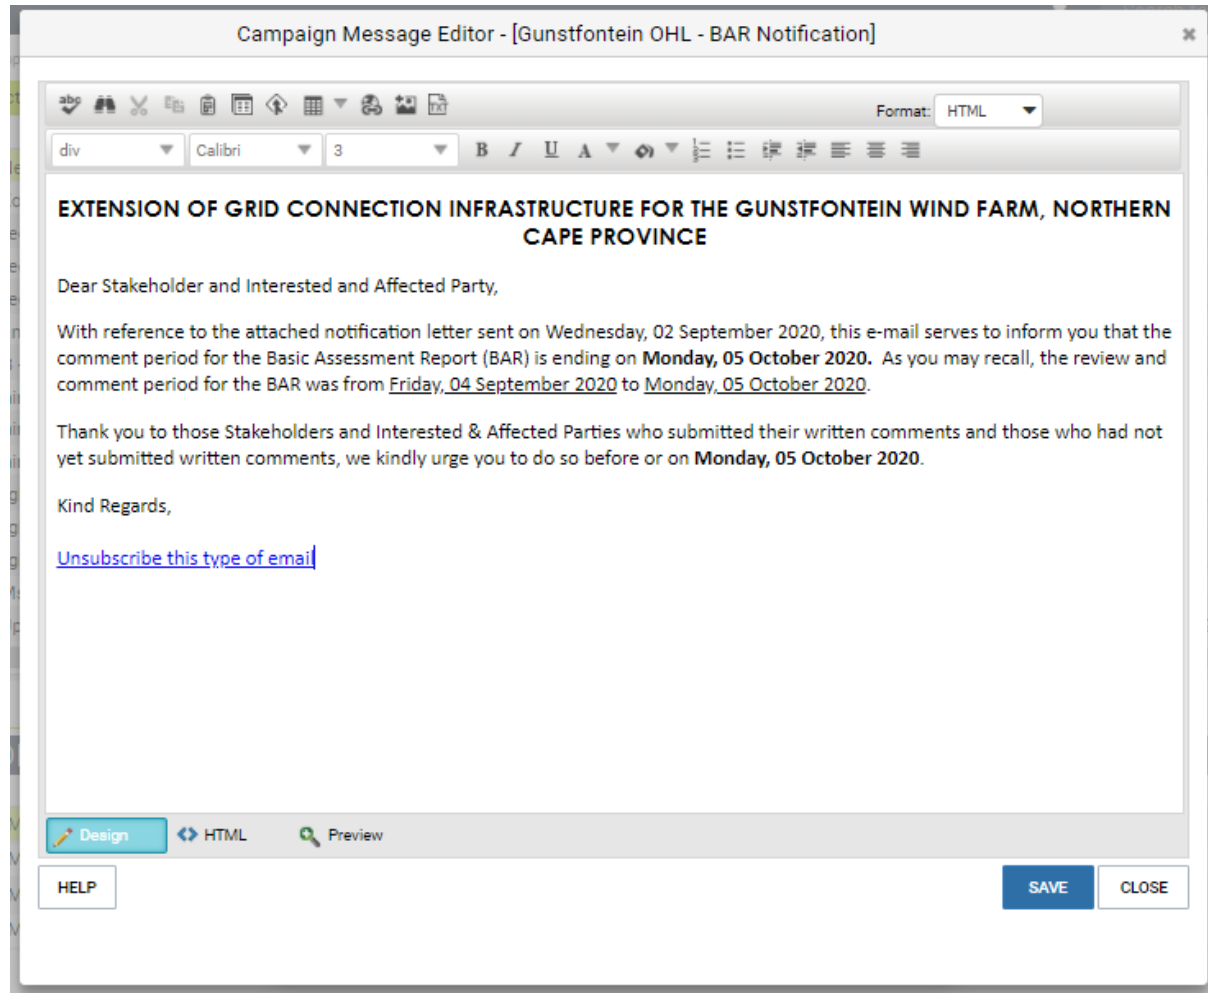 Campaign Message Editor - [Gunstfontein OHL - BAR Notification]
abc
TXT
Format: HTML
div Calibri 3 B I U A
EXTENSION OF GRID CONNECTION INFRASTRUCTURE FOR THE GUNSTFONTEIN WIND FARM, NORTHERN
CAPE PROVINCE
Dear Stakeholder and Interested and Affected Party,
With reference to the attached notification letter sent on Wednesday, 02 September 2020, this e-mail serves to inform you that the
comment period for the Basic Assessment Report (BAR) is ending on Monday, 05 October 2020. As you may recall, the review and
comment period for the BAR was from Friday, 04 September 2020 to Monday, 05 October 2020.
Thank you to those Stakeholders and Interested & Affected Parties who submitted their written comments and those who had not
yet submitted written comments, we kindly urge you to do so before or on Monday, 05 October 2020.
Kind Regards,
Unsubscribe this type of email
Design HTML Preview
HELP SAVE CLOSE